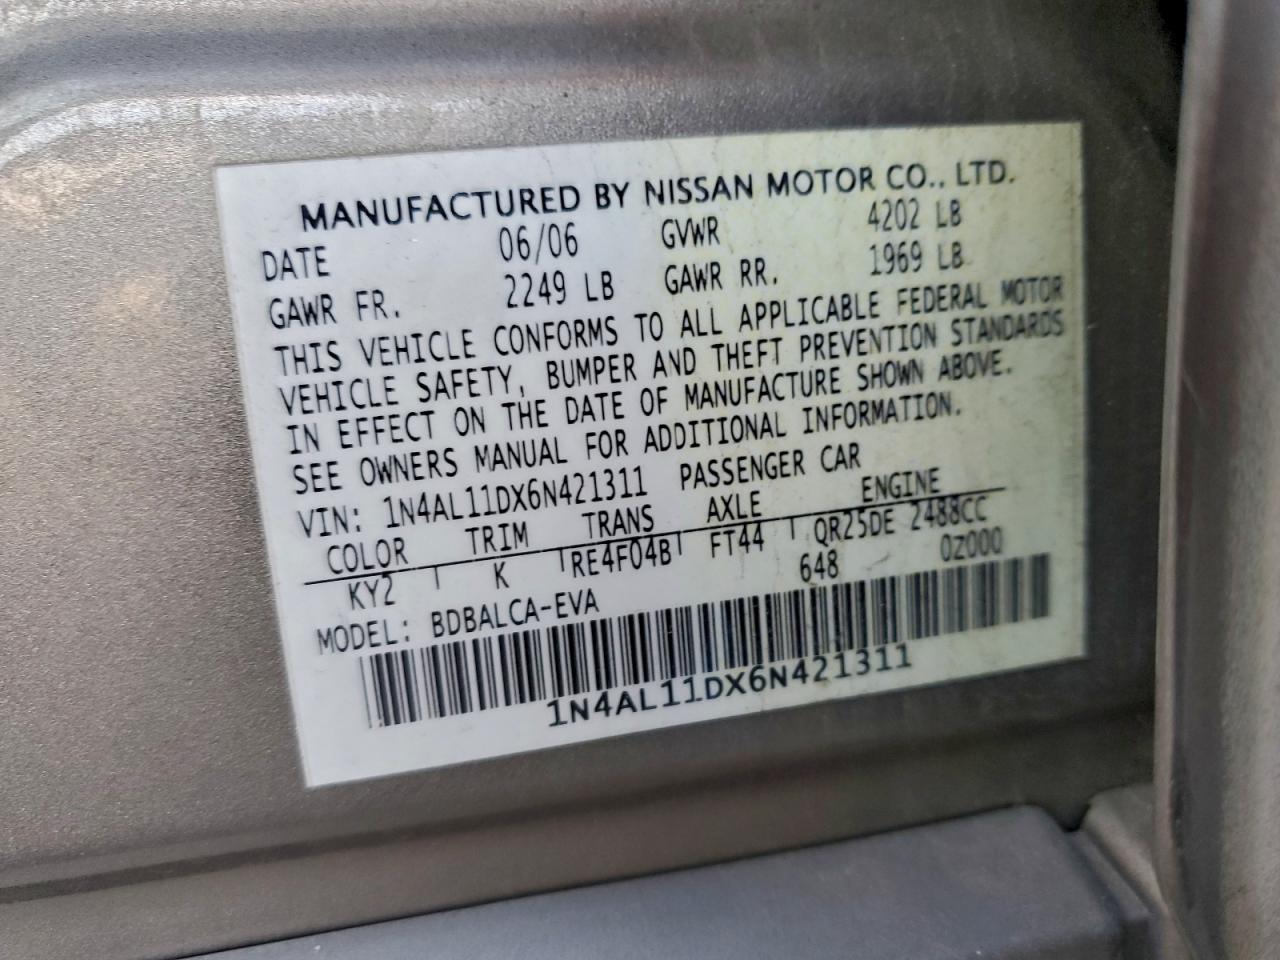 MANUFACTURED BY NISSAN MOTOR CO., LTD.
DATE 06/06 GVWR 4202 LB
GAWR FR. 2249 LB GAWR RR. 1969 LB
THIS VEHICLE CONFORMS TO ALL APPLICABLE FEDERAL MOTOR
VEHICLE SAFETY, BUMPER AND THEFT PREVENTION STANDARDS
IN EFFECT ON THE DATE OF MANUFACTURE SHOWN ABOVE.
SEE OWNERS MANUAL FOR ADDITIONAL INFORMATION.
VIN: 1N4AL11DX6N421311 PASSENGER CAR
COLOR TRIM TRANS AXLE ENGINE
KY2 K RE4F04B FT44 QR25DE 2488CC
MODEL: BDBALCA-EVA 648 0Z000
1N4AL11DX6N421311